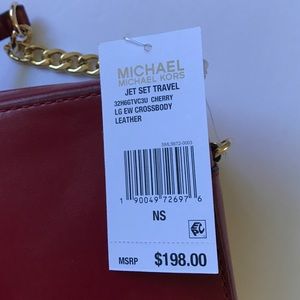 MICHAEL
MICHAEL KORS
JET SET TRAVEL
32H6GTVC3U CHERRY
LG EW CROSSBODY
LEATHER
1 90049 72697 6
NS
MSRP $198.00